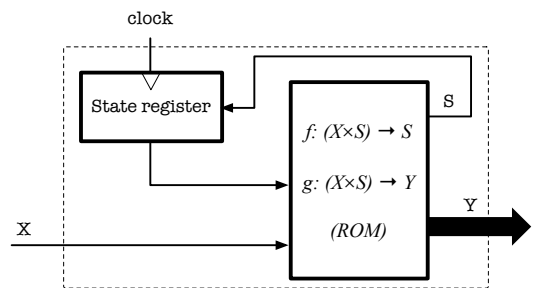 clock
State register
S
f: (X×S) → S
g: (X×S) → Y
Y
(ROM)
X